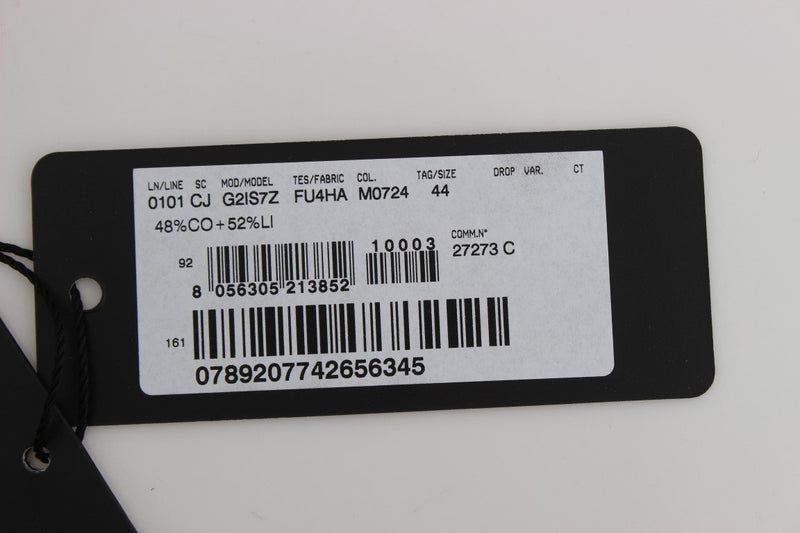 LN/LINE SC MOD/MODEL TES/FABRIC COL. TAG/SIZE DROP VAR. CT
0101 CJ G2IS7Z FU4HA M0724 44
48%CO+52%LI
COMM.N°
27273 C
92
10003
8 056305 213852
161
0789207742656345